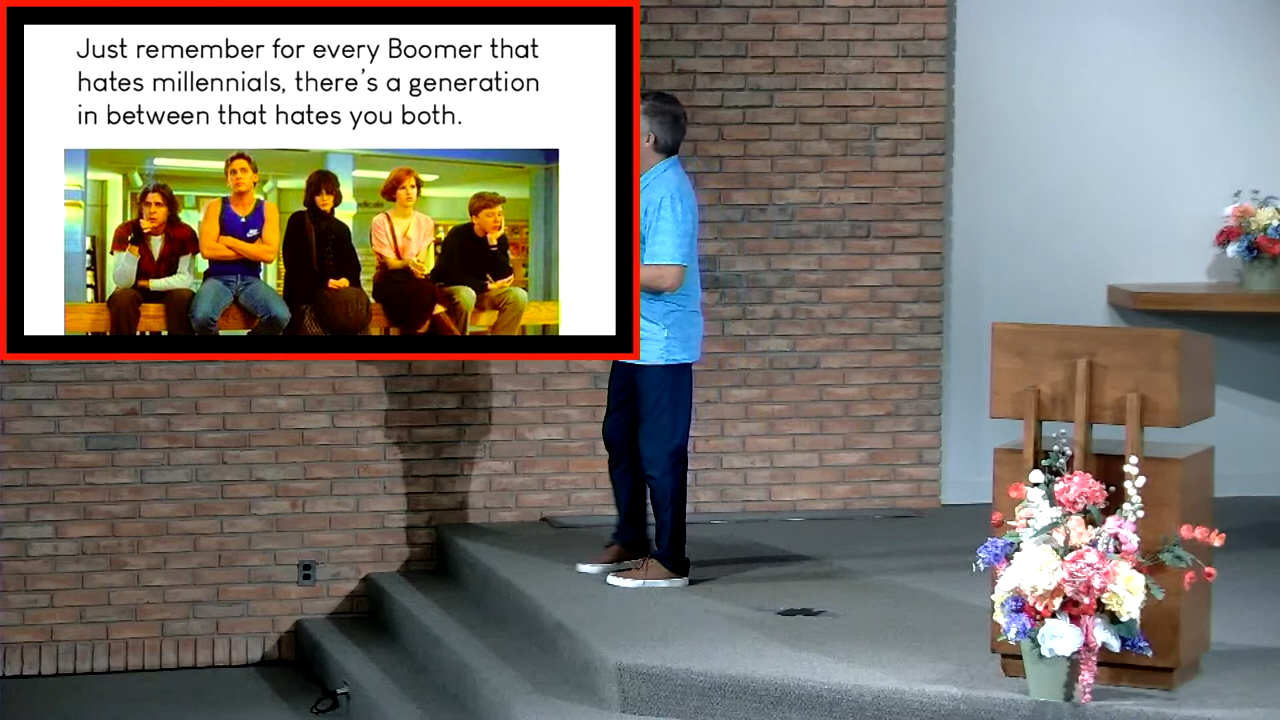 Just remember for every Boomer that
hates millennials, there's a generation
in between that hates you both.